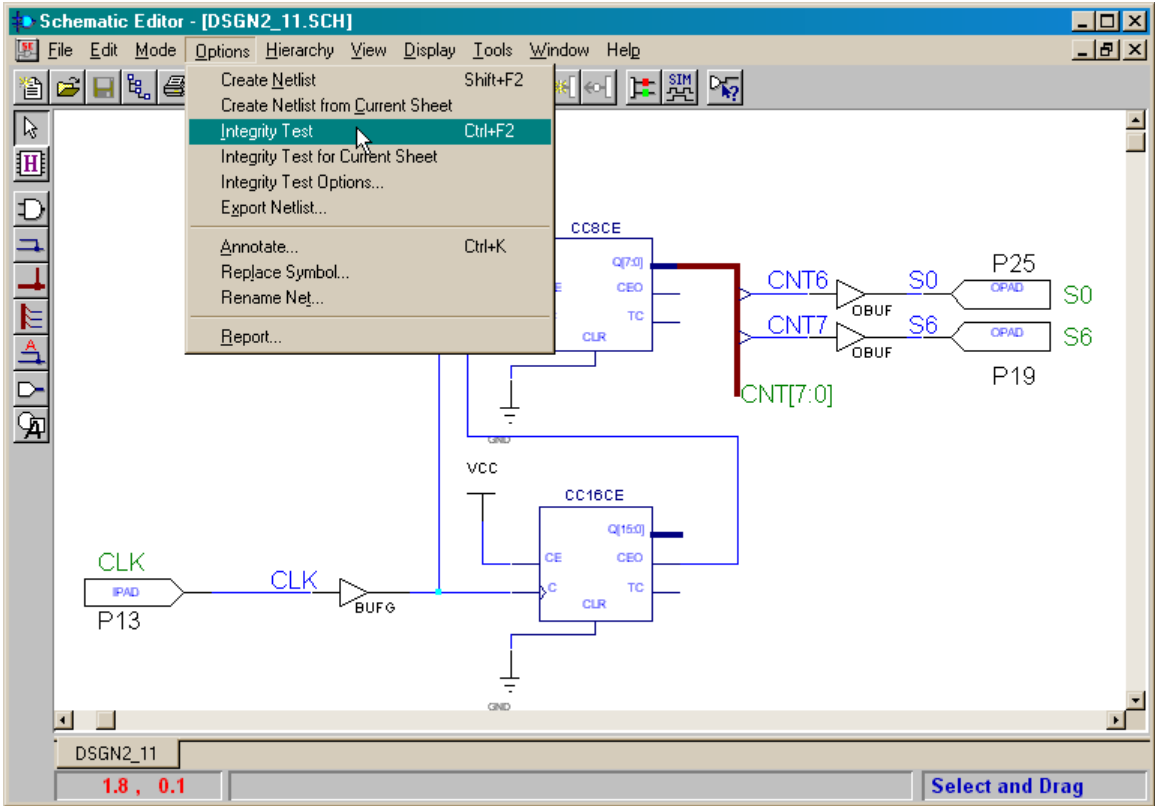 Schematic Editor - [DSGN2_11.SCH]
File Edit Mode Options Hierarchy View Display Tools Window Help
SIM
Create Netlist Shift+F2
Create Netlist from Current Sheet
Integrity Test Ctrl+F2
Integrity Test for Current Sheet
Integrity Test Options...
Export Netlist...
Annotate... Ctrl+K
Replace Symbol...
Rename Net...
Report...
H
A
A
CC8CE
Q[7:0]
E CEO
TC
CLR
GND
CNT6
OBUF
S0
P25
OPAD
S0
CNT7
OBUF
S6
OPAD
S6
P19
CNT[7:0]
VCC
CC16CE
Q[15:0]
CE CEO
C TC
CLR
GND
CLK
IPAD
P13
CLK
BUFG
DSGN2_11
1.8 , 0.1 Select and Drag